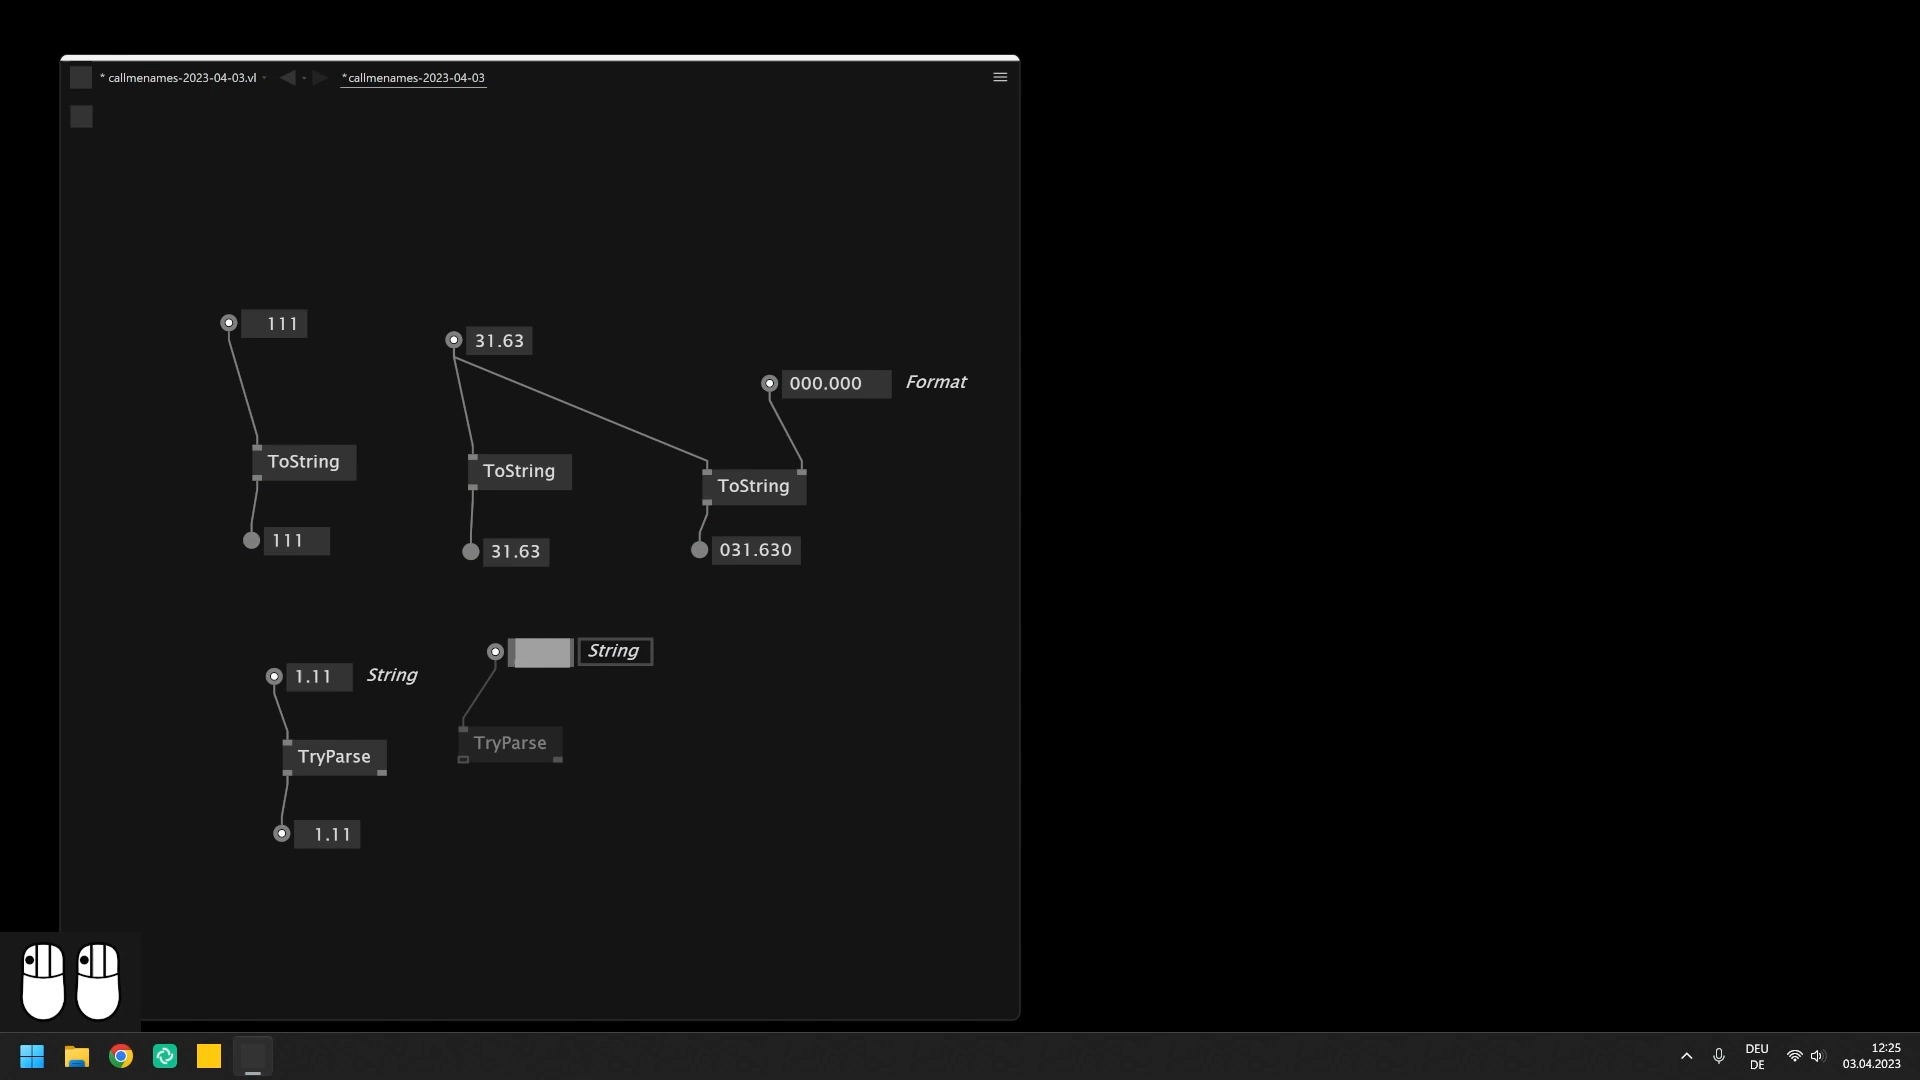 * callmenames-2023-04-03.vl
*callmenames-2023-04-03
111
31.63
000.000
Format
ToString
ToString
ToString
111
31.63
031.630
String
1.11
String
TryParse
TryParse
1.11
DEU
DE
12:25
03.04.2023